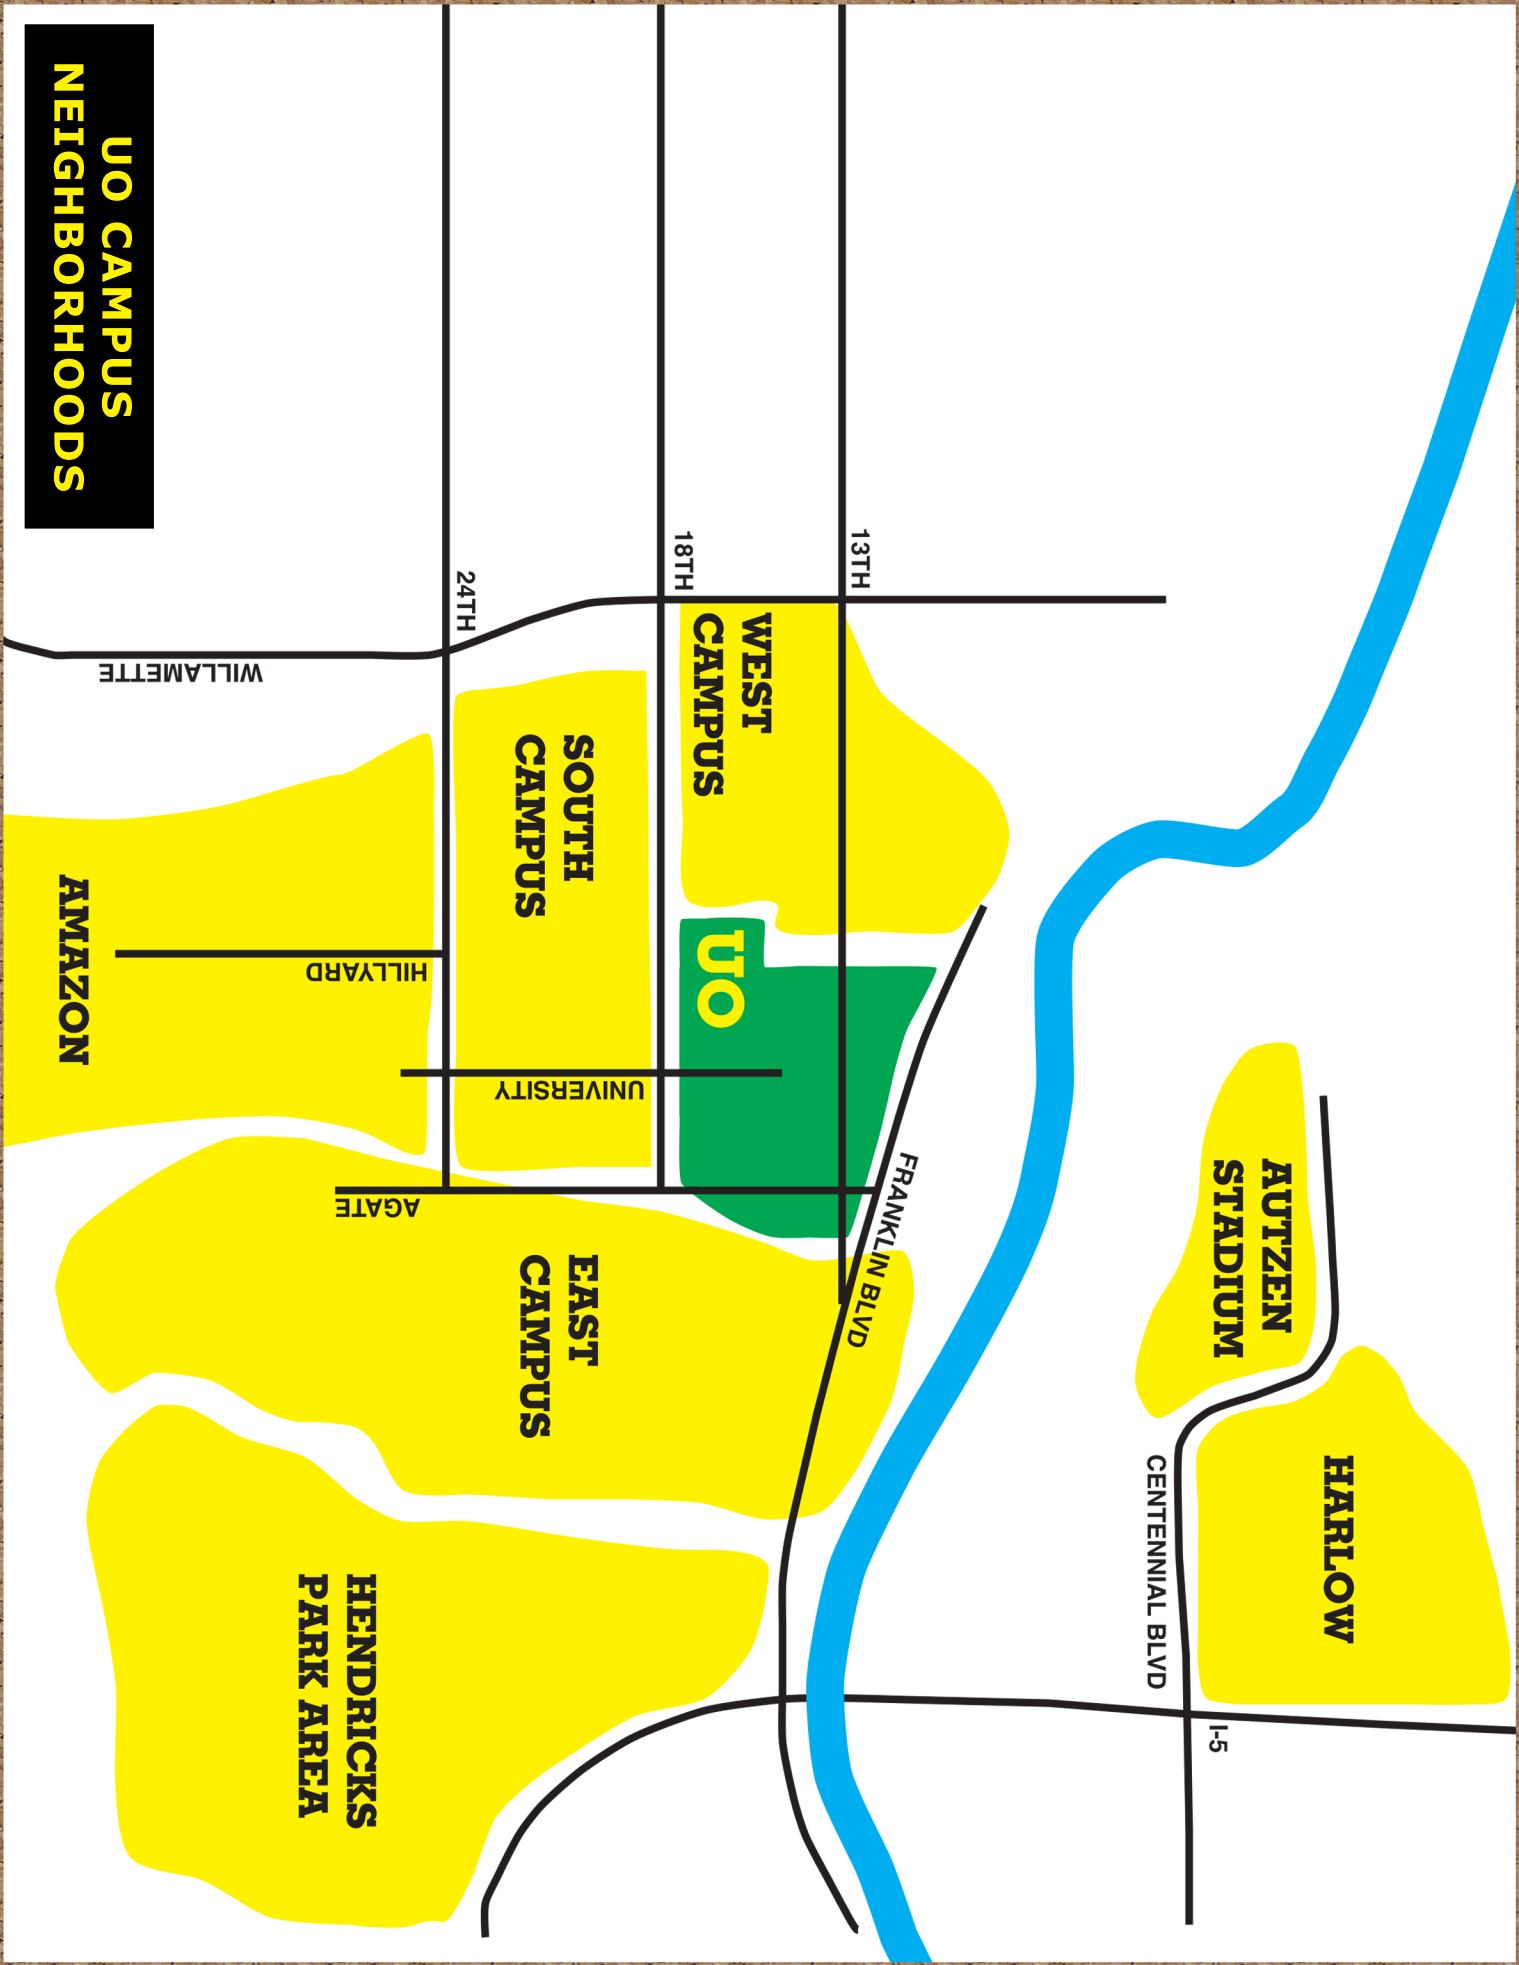 UO CAMPUS
NEIGHBORHOODS
AUTZEN
STADIUM
HARLOW
CENTENNIAL BLVD
I-5
13TH
18TH
24TH
WILLAMETTE
WEST
CAMPUS
SOUTH
CAMPUS
UO
FRANKLIN BLVD
UNIVERSITY
HILLYARD
AGATE
AMAZON
EAST
CAMPUS
HENDRICKS
PARK AREA